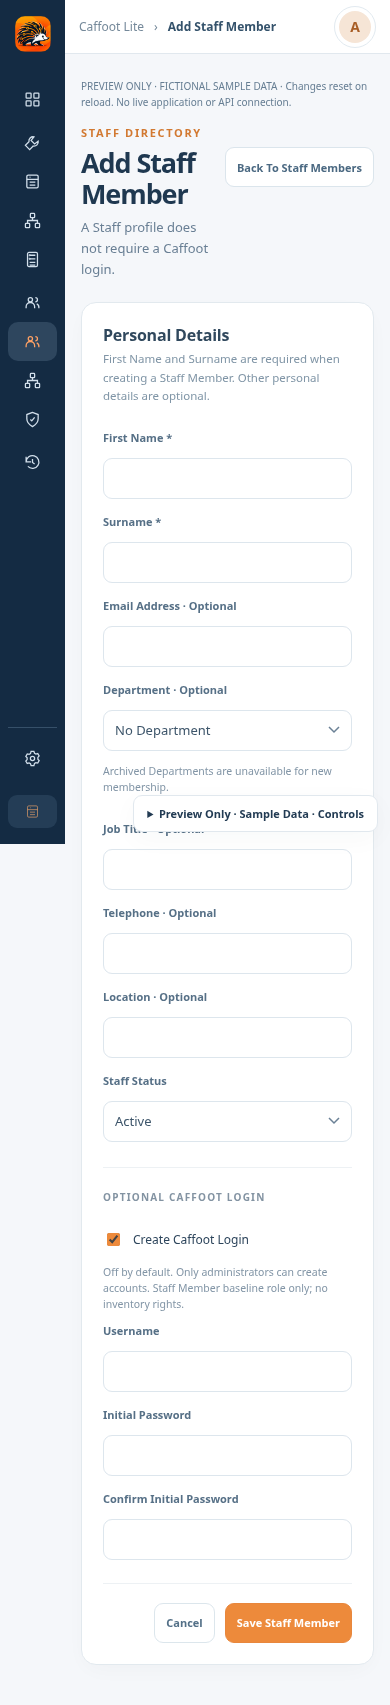 Caffoot Lite › Add Staff Member
A
PREVIEW ONLY · FICTIONAL SAMPLE DATA · Changes reset on
reload. No live application or API connection.
STAFF DIRECTORY
Add Staff
Member
Back To Staff Members
A Staff profile does
not require a Caffoot
login.
Personal Details
First Name and Surname are required when
creating a Staff Member. Other personal
details are optional.
First Name *
Surname *
Email Address · Optional
Department · Optional
No Department
Archived Departments are unavailable for new
membership.
▶ Preview Only · Sample Data · Controls
Job Title · Optional
Telephone · Optional
Location · Optional
Staff Status
Active
OPTIONAL CAFFOOT LOGIN
Create Caffoot Login
Off by default. Only administrators can create
accounts. Staff Member baseline role only; no
inventory rights.
Username
Initial Password
Confirm Initial Password
Cancel
Save Staff Member